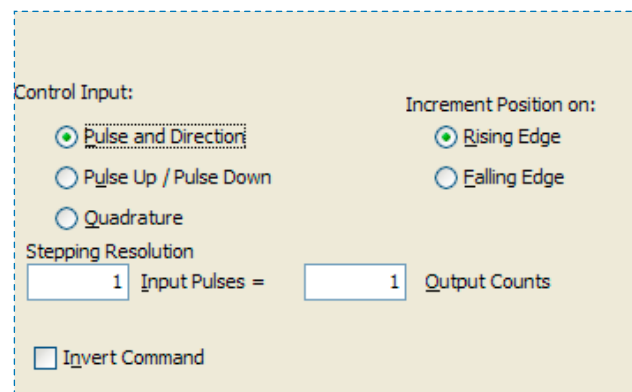 Control Input:
Increment Position on:
Pulse and Direction
Rising Edge
Pulse Up / Pulse Down
Falling Edge
Quadrature
Stepping Resolution
1 Input Pulses = 1 Output Counts
Invert Command